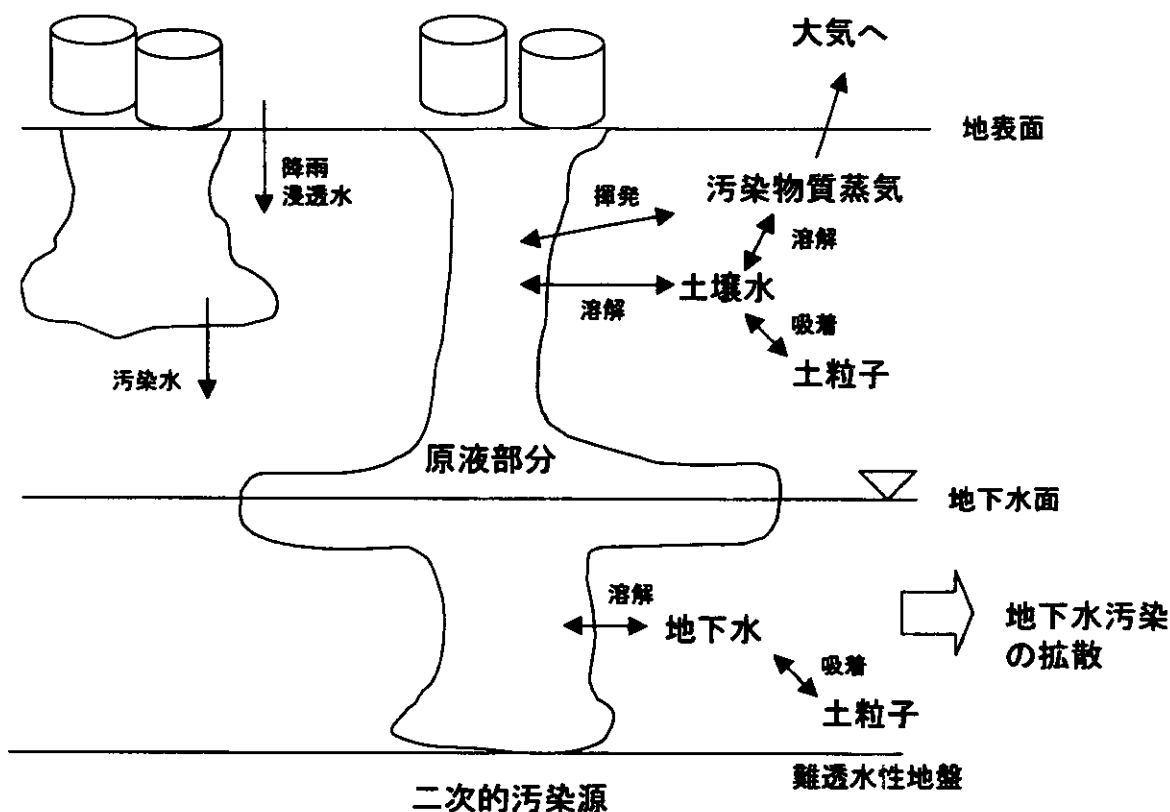 大気へ
地表面
降雨
浸透水
揮発
汚染物質蒸気
溶解
溶解
土壌水
吸着
汚染水
土粒子
原液部分
地下水面
溶解
地下水
地下水汚染
の拡散
吸着
土粒子
難透水性地盤
二次的汚染源